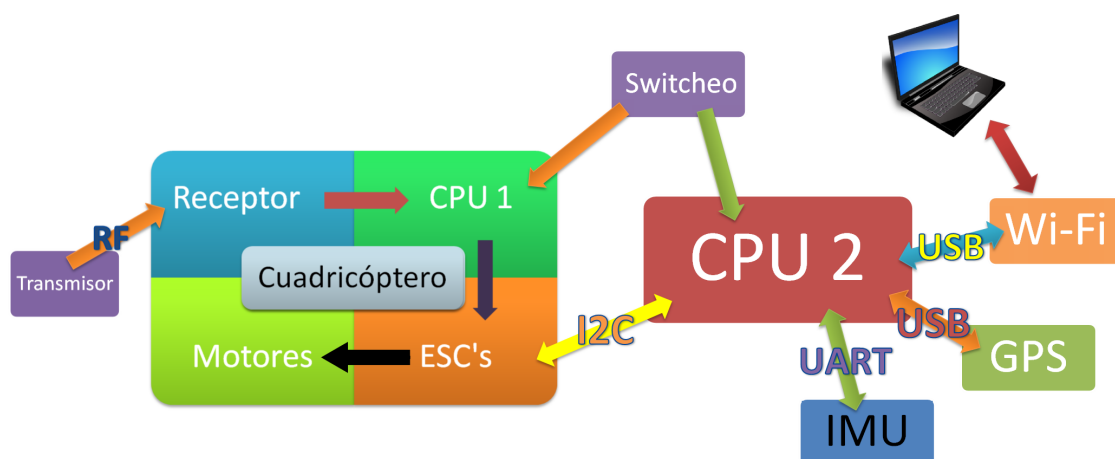 Switcheo
Receptor
CPU 1
RF
Transmisor
Cuadricóptero
Motores
ESC's
I2C
CPU 2
USB
Wi-Fi
USB
GPS
UART
IMU